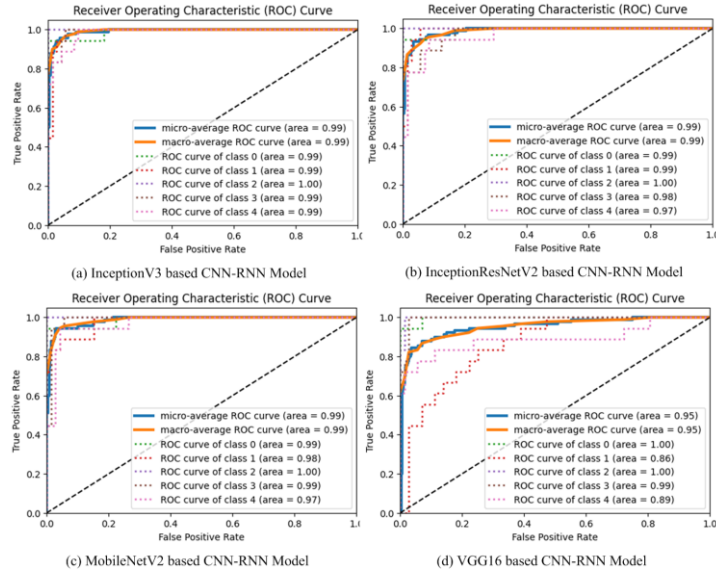 Receiver Operating Characteristic (ROC) Curve
True Positive Rate
1.0
0.8
0.6
0.4
0.2
0.0
micro-average ROC curve (area = 0.99)
macro-average ROC curve (area = 0.99)
ROC curve of class 0 (area = 0.99)
ROC curve of class 1 (area = 0.99)
ROC curve of class 2 (area = 1.00)
ROC curve of class 3 (area = 0.99)
ROC curve of class 4 (area = 0.99)
0.0 0.2 0.4 0.6 0.8 1.0
False Positive Rate
(a) InceptionV3 based CNN-RNN Model
Receiver Operating Characteristic (ROC) Curve
True Positive Rate
1.0
0.8
0.6
0.4
0.2
0.0
micro-average ROC curve (area = 0.99)
macro-average ROC curve (area = 0.99)
ROC curve of class 0 (area = 0.99)
ROC curve of class 1 (area = 0.99)
ROC curve of class 2 (area = 1.00)
ROC curve of class 3 (area = 0.98)
ROC curve of class 4 (area = 0.97)
0.0 0.2 0.4 0.6 0.8 1.0
False Positive Rate
(b) InceptionResNetV2 based CNN-RNN Model
Receiver Operating Characteristic (ROC) Curve
True Positive Rate
1.0
0.8
0.6
0.4
0.2
0.0
micro-average ROC curve (area = 0.99)
macro-average ROC curve (area = 0.99)
ROC curve of class 0 (area = 0.99)
ROC curve of class 1 (area = 0.98)
ROC curve of class 2 (area = 1.00)
ROC curve of class 3 (area = 0.99)
ROC curve of class 4 (area = 0.97)
0.0 0.2 0.4 0.6 0.8 1.0
False Positive Rate
(c) MobileNetV2 based CNN-RNN Model
Receiver Operating Characteristic (ROC) Curve
True Positive Rate
1.0
0.8
0.6
0.4
0.2
0.0
micro-average ROC curve (area = 0.95)
macro-average ROC curve (area = 0.95)
ROC curve of class 0 (area = 1.00)
ROC curve of class 1 (area = 0.86)
ROC curve of class 2 (area = 1.00)
ROC curve of class 3 (area = 0.99)
ROC curve of class 4 (area = 0.89)
0.0 0.2 0.4 0.6 0.8 1.0
False Positive Rate
(d) VGG16 based CNN-RNN Model